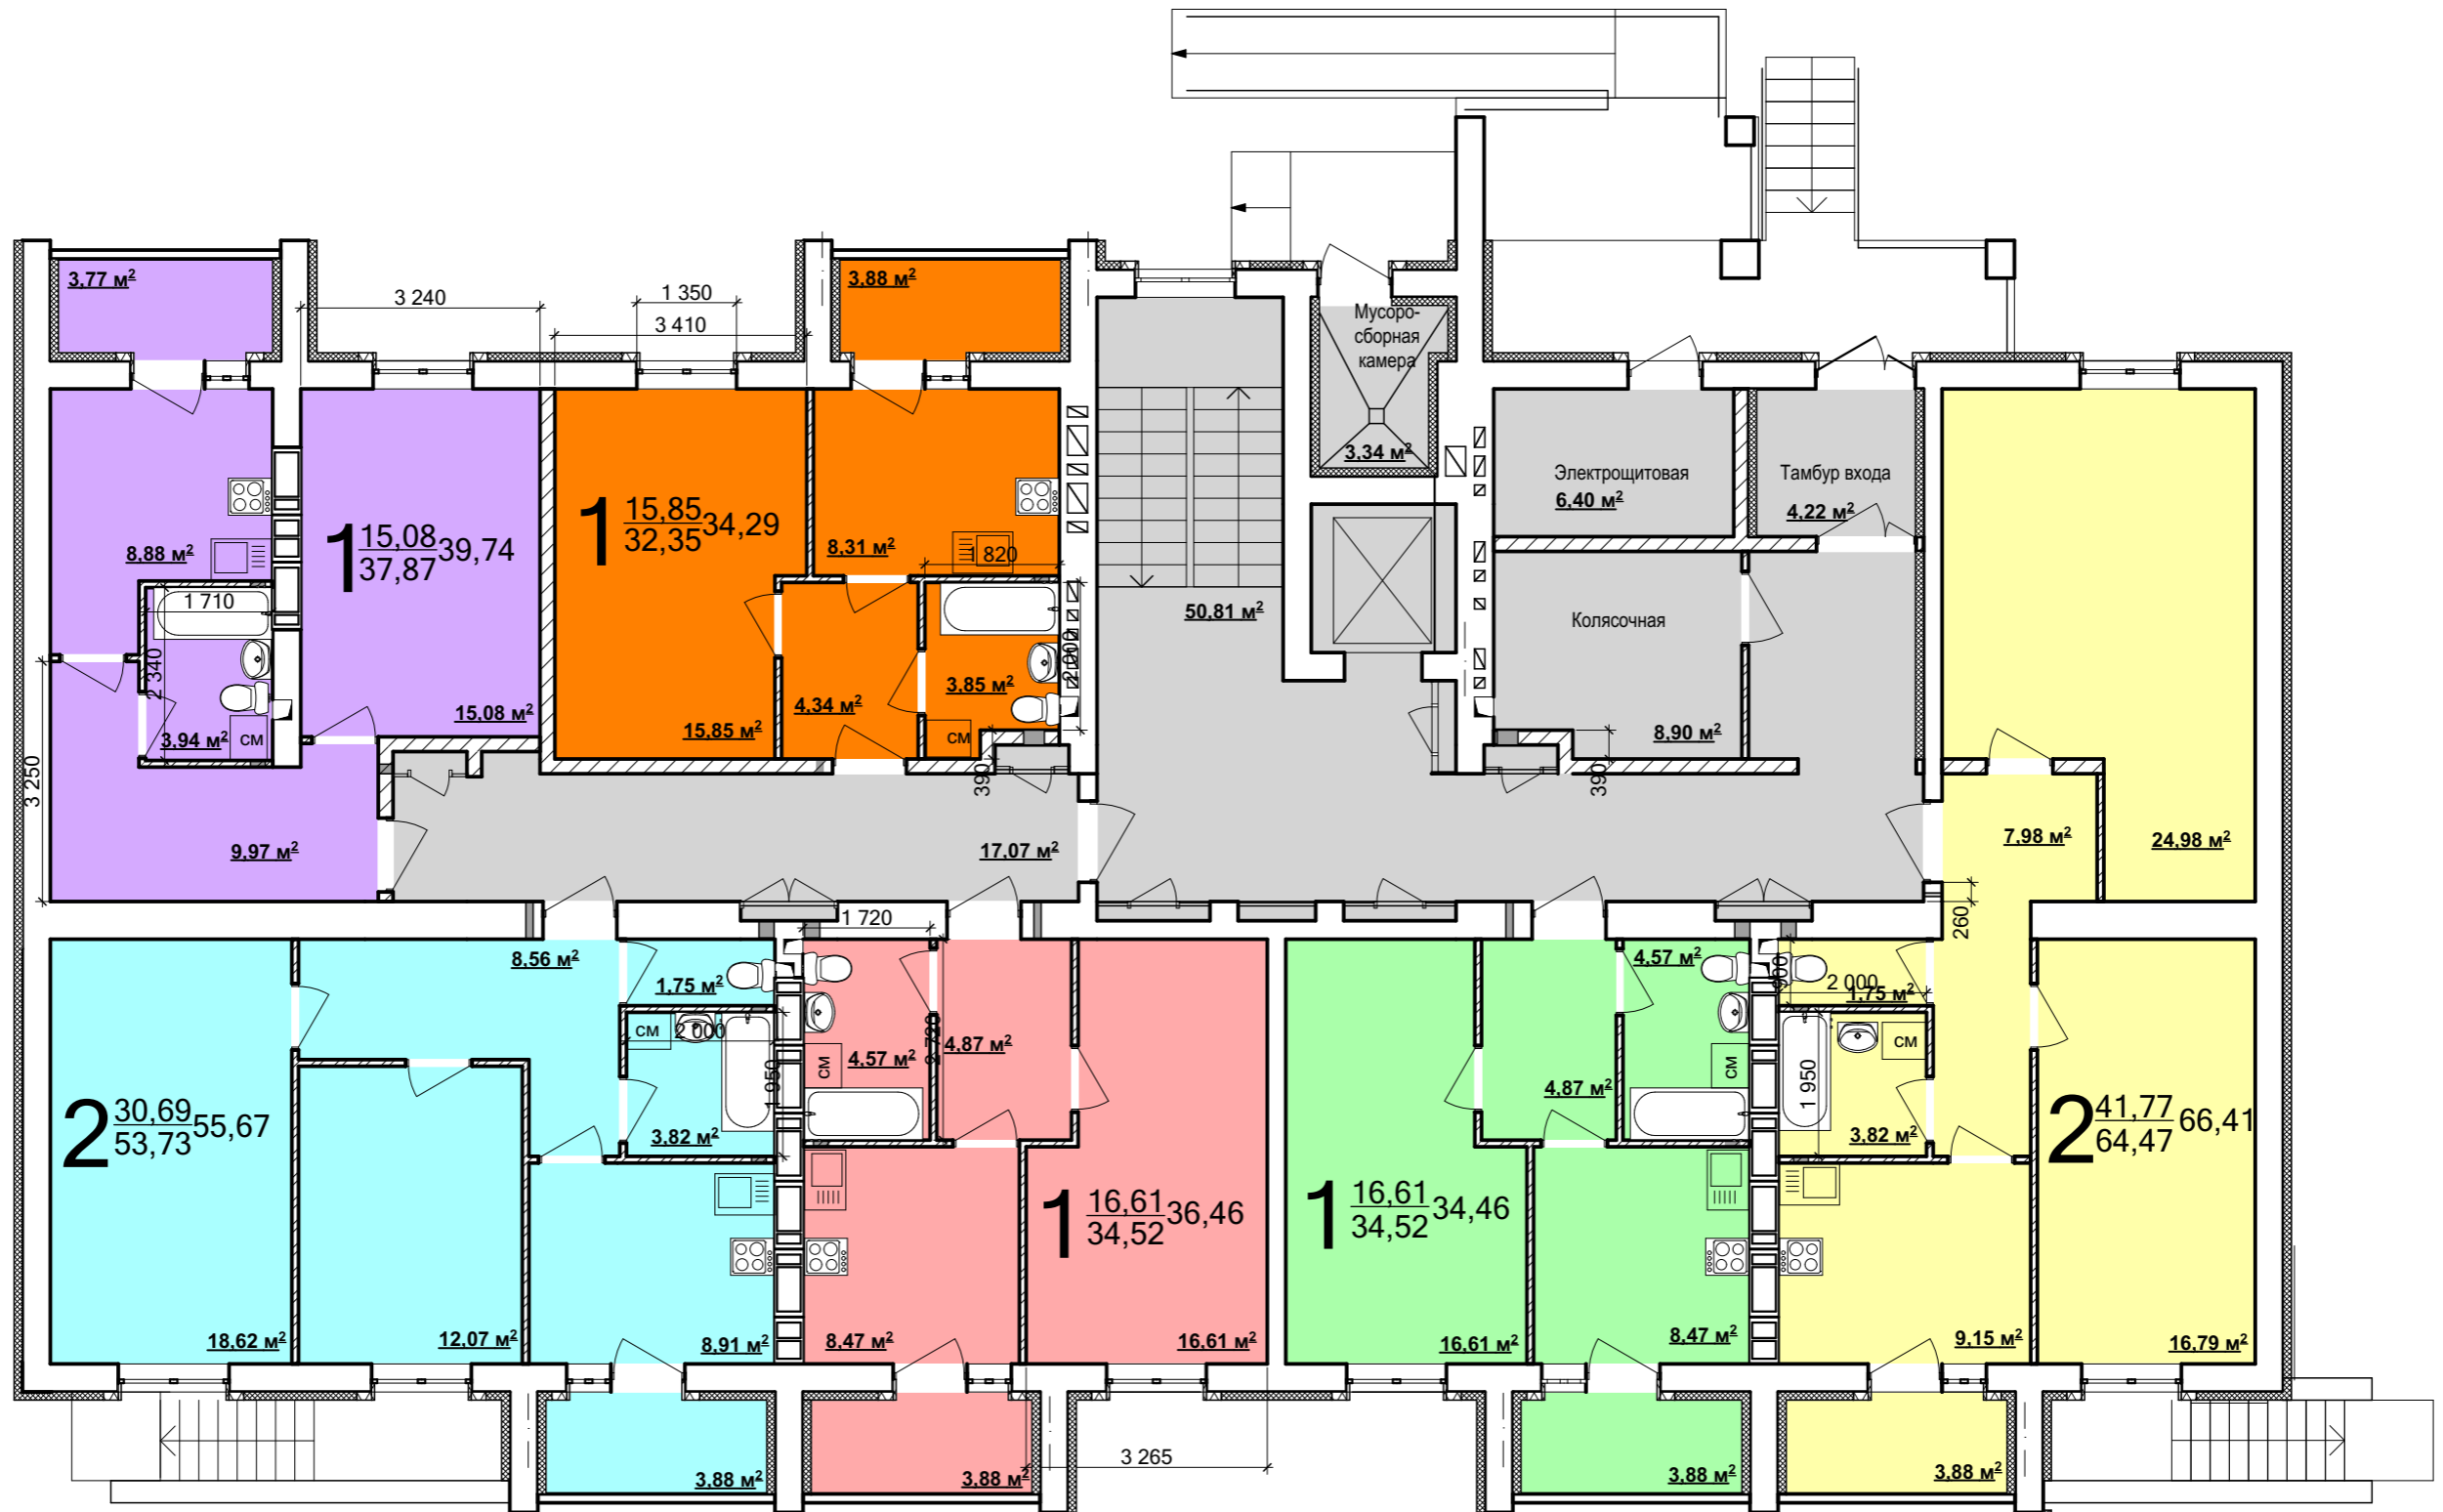 3,77 м²
3 240
1 350
3 410
3,88 м²
Мусоро-
сборная
камера
3,34 м²
Электрощитовая
6,40 м²
Тамбур входа
4,22 м²
8,88 м²
1 15,08 39,74
37,87
1 15,85 34,29
32,35
8,31 м²
1 820
1 710
2 340
3,94 м²
СМ
15,08 м²
15,85 м²
4,34 м²
3,85 м²
СМ
2 000
390
50,81 м²
Колясочная
8,90 м²
390
3 250
9,97 м²
17,07 м²
7,98 м²
24,98 м²
260
8,56 м²
1,75 м²
СМ
2 000
1 950
3,82 м²
2 30,69 55,67
53,73
18,62 м²
12,07 м²
8,91 м²
3,88 м²
1 720
2 720
4,57 м²
СМ
4,87 м²
1 16,61 36,46
34,52
8,47 м²
16,61 м²
3,88 м²
3 265
1 16,61 34,46
34,52
4,57 м²
4,87 м²
СМ
16,61 м²
8,47 м²
3,88 м²
900
2 000
1,75 м²
СМ
1 950
3,82 м²
2 41,77 66,41
64,47
9,15 м²
16,79 м²
3,88 м²